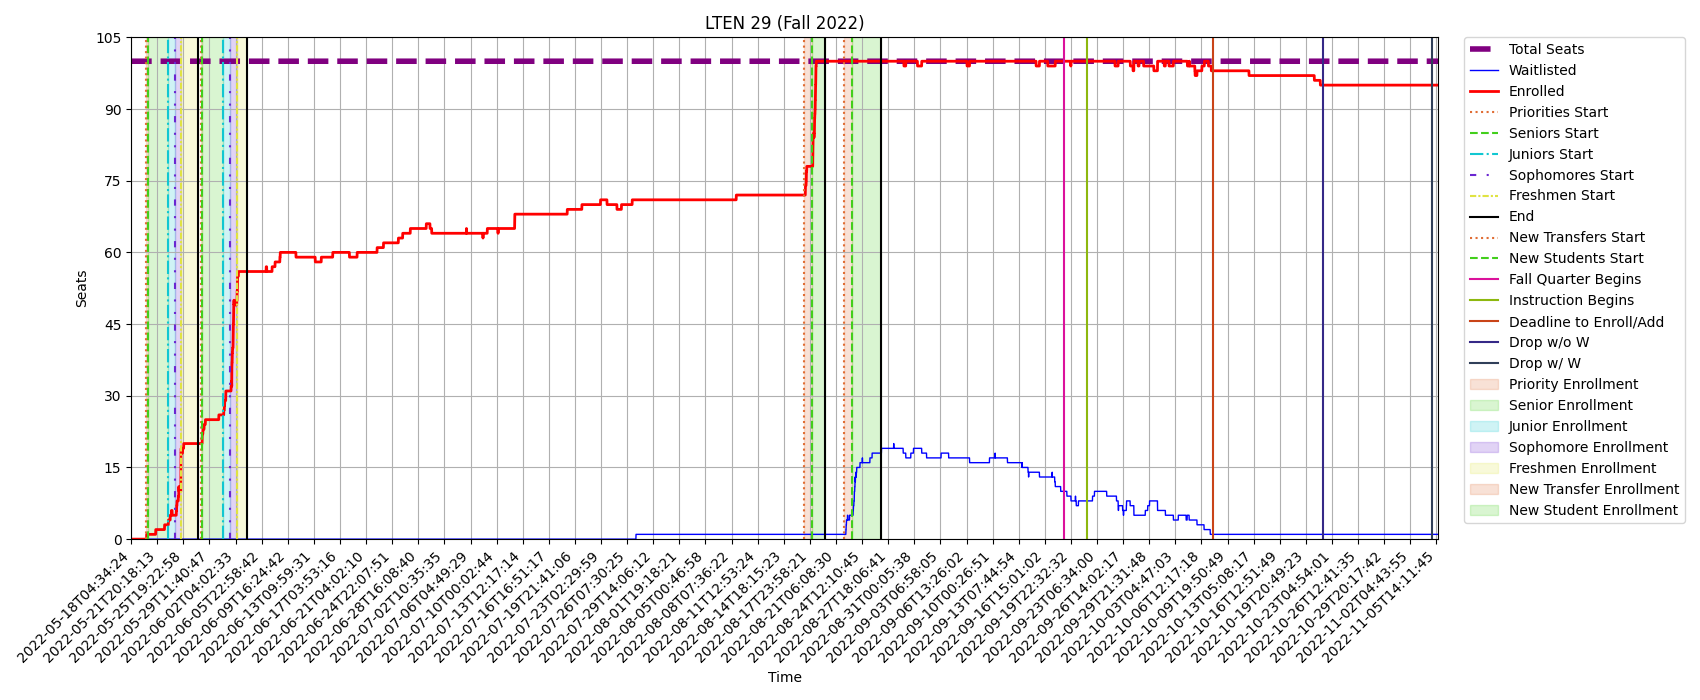 LTEN 29 (Fall 2022)
105
90
75
60
45
30
15
0
Seats
2022-05-18T04:34:24
2022-05-21T20:18:13
2022-05-25T19:22:58
2022-05-29T11:40:47
2022-06-02T04:02:33
2022-06-05T22:58:42
2022-06-09T16:24:42
2022-06-13T09:59:31
2022-06-17T03:53:16
2022-06-21T04:02:10
2022-06-24T22:07:51
2022-06-28T16:08:40
2022-07-02T10:35:35
2022-07-06T04:49:29
2022-07-10T00:02:44
2022-07-13T12:17:14
2022-07-16T16:51:17
2022-07-19T21:41:06
2022-07-23T02:29:59
2022-07-26T07:30:25
2022-07-29T14:06:12
2022-08-01T19:18:21
2022-08-05T00:46:58
2022-08-08T07:36:22
2022-08-11T12:53:24
2022-08-14T18:15:23
2022-08-17T23:58:21
2022-08-21T06:08:30
2022-08-24T12:10:45
2022-08-27T18:06:41
2022-08-31T00:05:38
2022-09-03T06:58:05
2022-09-06T13:26:02
2022-09-10T00:26:51
2022-09-13T07:44:54
2022-09-16T15:01:02
2022-09-19T22:32:32
2022-09-23T06:34:00
2022-09-26T14:02:17
2022-09-29T21:31:48
2022-10-03T04:47:03
2022-10-06T12:17:18
2022-10-09T19:50:49
2022-10-13T05:08:17
2022-10-16T12:51:49
2022-10-19T20:49:23
2022-10-23T04:54:01
2022-10-26T12:41:35
2022-10-29T20:17:42
2022-11-02T04:43:55
2022-11-05T14:11:45
Time
Total Seats
Waitlisted
Enrolled
Priorities Start
Seniors Start
Juniors Start
Sophomores Start
Freshmen Start
End
New Transfers Start
New Students Start
Fall Quarter Begins
Instruction Begins
Deadline to Enroll/Add
Drop w/o W
Drop w/ W
Priority Enrollment
Senior Enrollment
Junior Enrollment
Sophomore Enrollment
Freshmen Enrollment
New Transfer Enrollment
New Student Enrollment